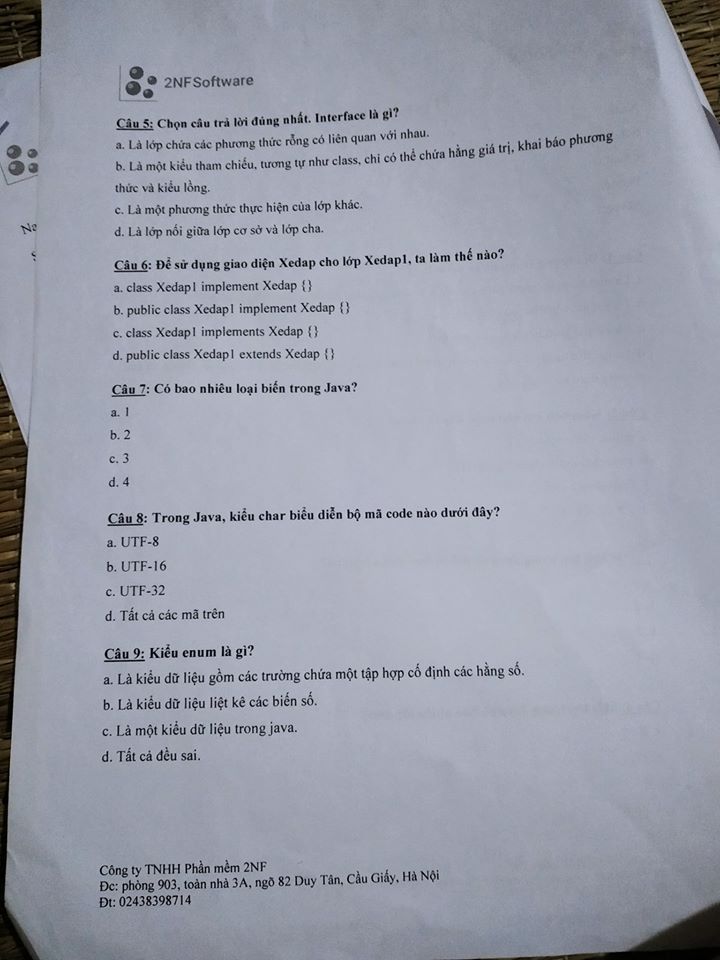 2NFSoftware
Câu 5: Chọn câu trả lời đúng nhất. Interface là gì?
a. Là lớp chứa các phương thức rỗng có liên quan với nhau.
b. Là một kiểu tham chiếu, tương tự như class, chỉ có thể chứa hằng giá trị, khai báo phương
thức và kiểu lồng.
c. Là một phương thức thực hiện của lớp khác.
d. Là lớp nối giữa lớp cơ sở và lớp cha.
Câu 6: Để sử dụng giao diện Xedap cho lớp Xedap1, ta làm thế nào?
a. class Xedap1 implement Xedap {}
b. public class Xedap1 implement Xedap {}
c. class Xedap1 implements Xedap {}
d. public class Xedap1 extends Xedap {}
Câu 7: Có bao nhiêu loại biến trong Java?
a. 1
b. 2
c. 3
d. 4
Câu 8: Trong Java, kiểu char biểu diễn bộ mã code nào dưới đây?
a. UTF-8
b. UTF-16
c. UTF-32
d. Tất cả các mã trên
Câu 9: Kiểu enum là gì?
a. Là kiểu dữ liệu gồm các trường chứa một tập hợp cố định các hằng số.
b. Là kiểu dữ liệu liệt kê các biến số.
c. Là một kiểu dữ liệu trong java.
d. Tất cả đều sai.
Công ty TNHH Phần mềm 2NF
Đc: phòng 903, toàn nhà 3A, ngõ 82 Duy Tân, Cầu Giấy, Hà Nội
Đt: 02438398714